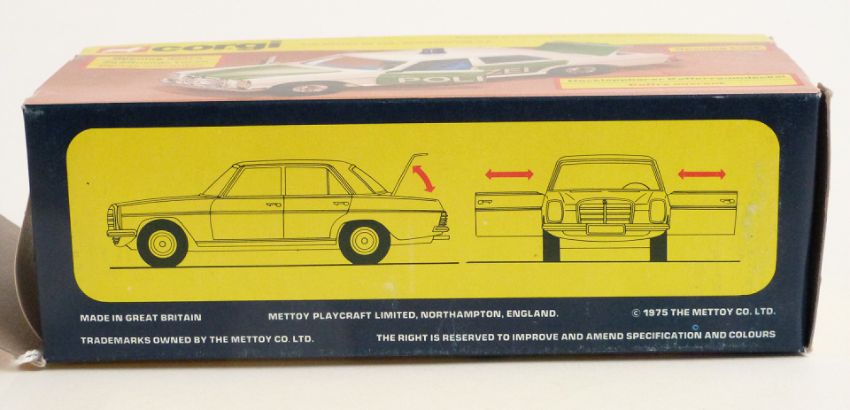 corgi
POLIZEI
MADE IN GREAT BRITAIN
METTOY PLAYCRAFT LIMITED, NORTHAMPTON, ENGLAND.
© 1975 THE METTOY CO. LTD.
TRADEMARKS OWNED BY THE METTOY CO. LTD.
THE RIGHT IS RESERVED TO IMPROVE AND AMEND SPECIFICATION AND COLOURS